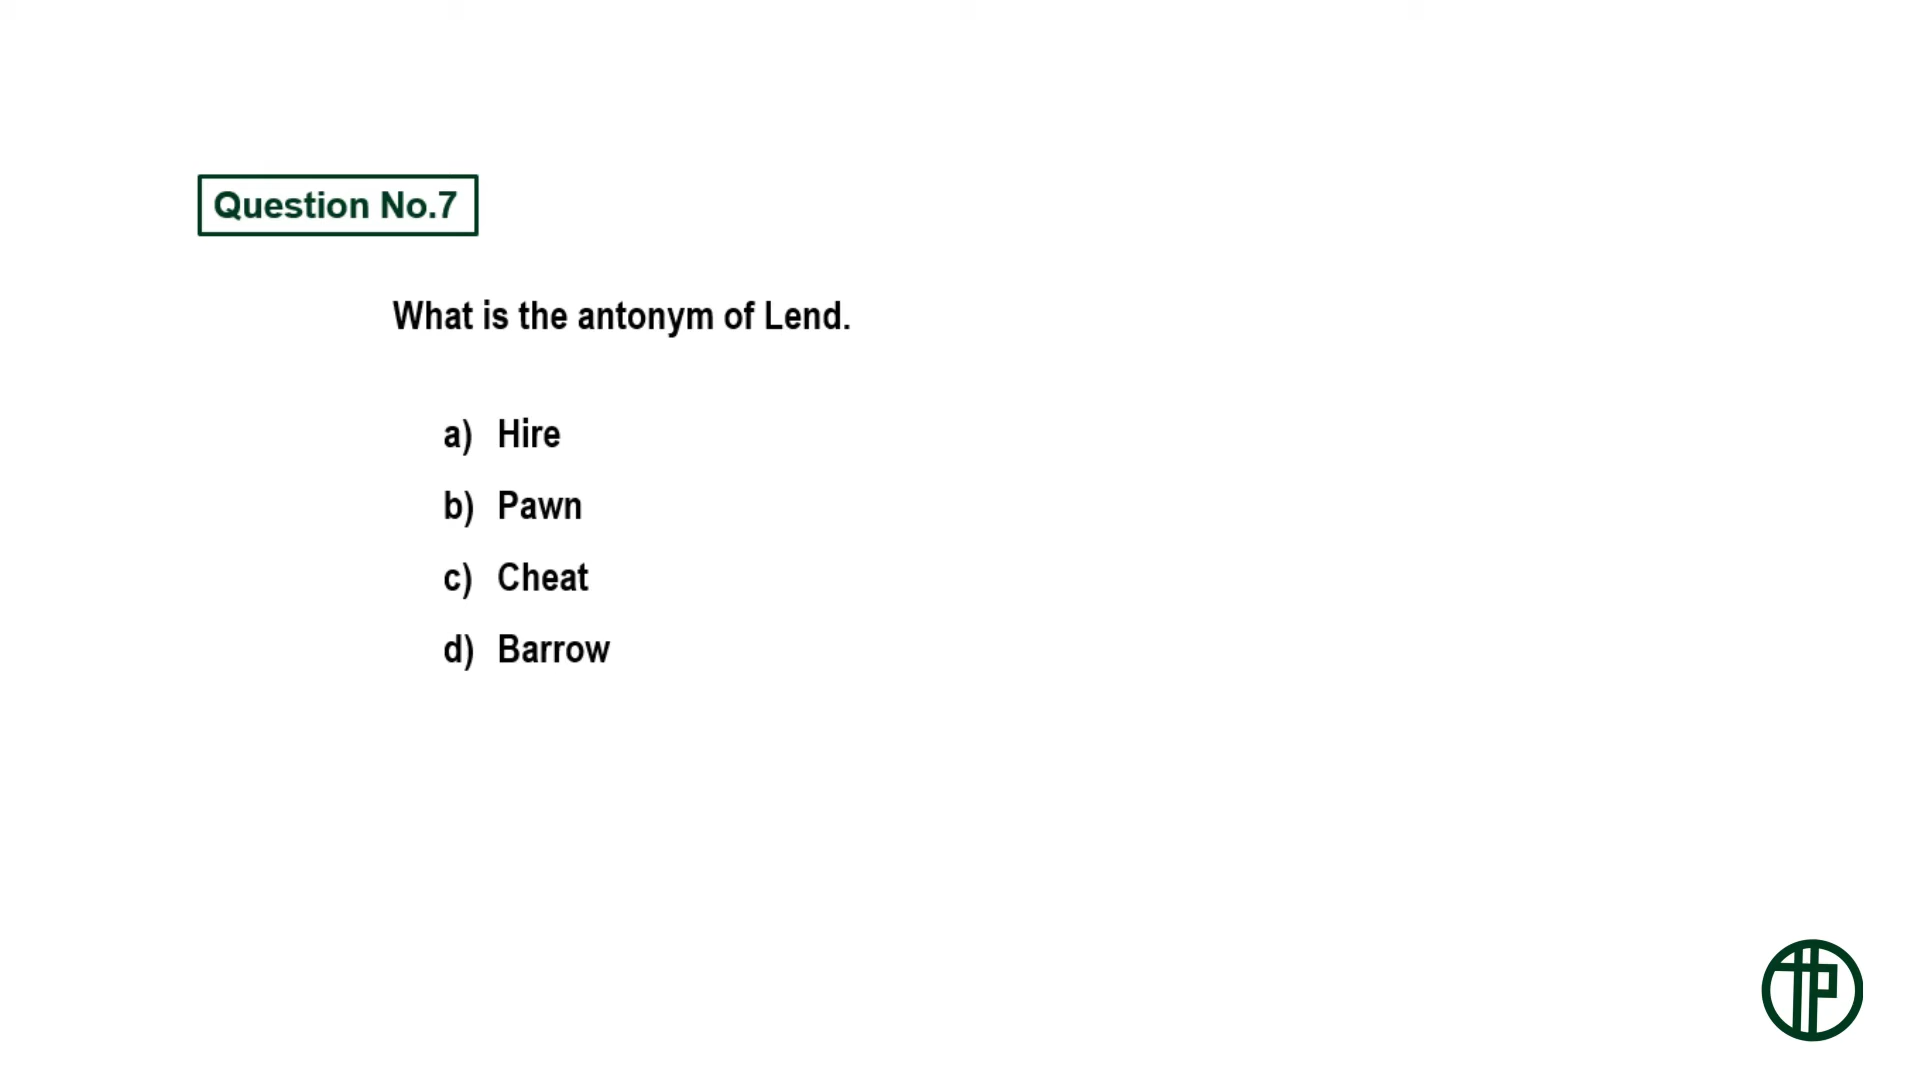 Question No.7
What is the antonym of Lend.
a) Hire
b) Pawn
c) Cheat
d) Barrow